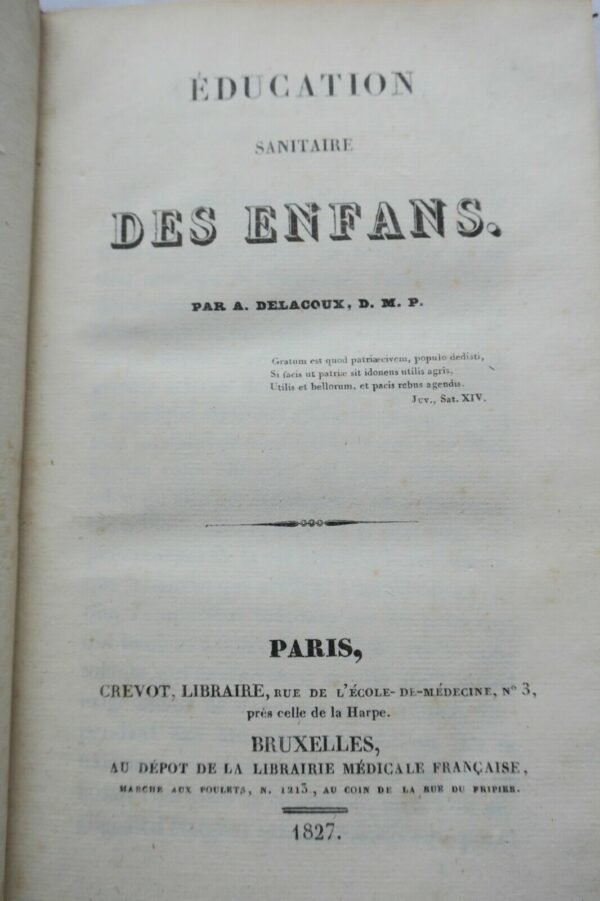 ÉDUCATION
SANITAIRE
DES ENFANS.
PAR A. DELACOUX, D. M. P.
Gratum est quod patriæcivem, populo dedisti,
Si facis ut patriæ sit idoneus utilis agris,
Utilis et bellorum, et pacis rebus agendis.
Juv., Sat. XIV.
PARIS,
CREVOT, LIBRAIRE, RUE DE L'ÉCOLE-DE-MÉDECINE, N° 3,
prés celle de la Harpe.
BRUXELLES,
AU DÉPOT DE LA LIBRAIRIE MÉDICALE FRANÇAISE,
MARCHE AUX POULETS, N. 1213, AU COIN DE LA RUE DU FRIPIER.
1827.